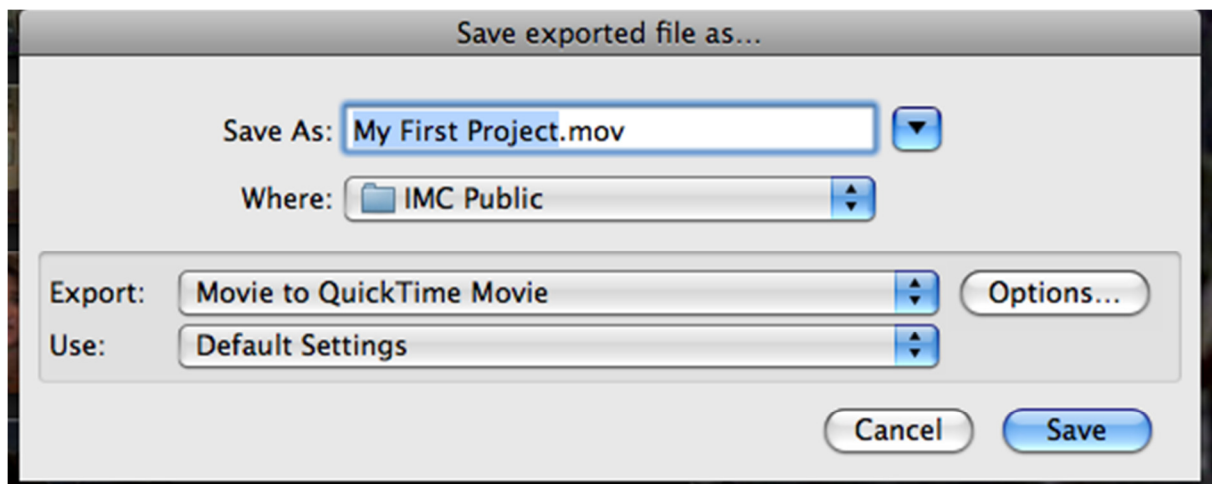 Save exported file as...
Save As: My First Project.mov
Where: IMC Public
Export: Movie to QuickTime Movie Options...
Use: Default Settings
Cancel Save